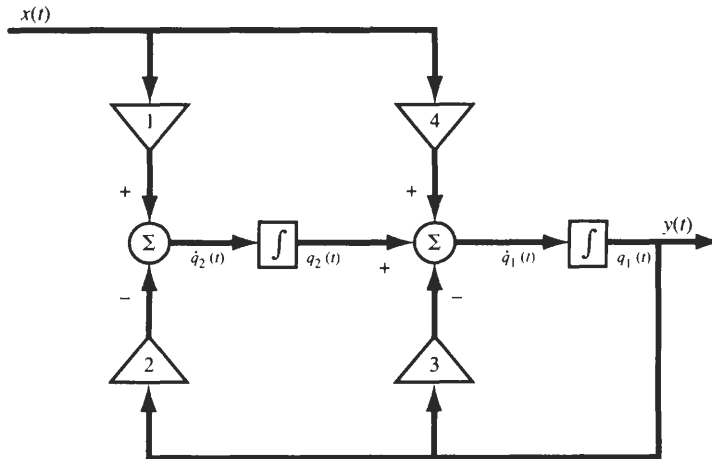 x(t)
1
4
+
+
Σ
q̇₂(t)
∫
q₂(t)
+
Σ
q̇₁(t)
∫
q₁(t)
y(t)
−
−
2
3